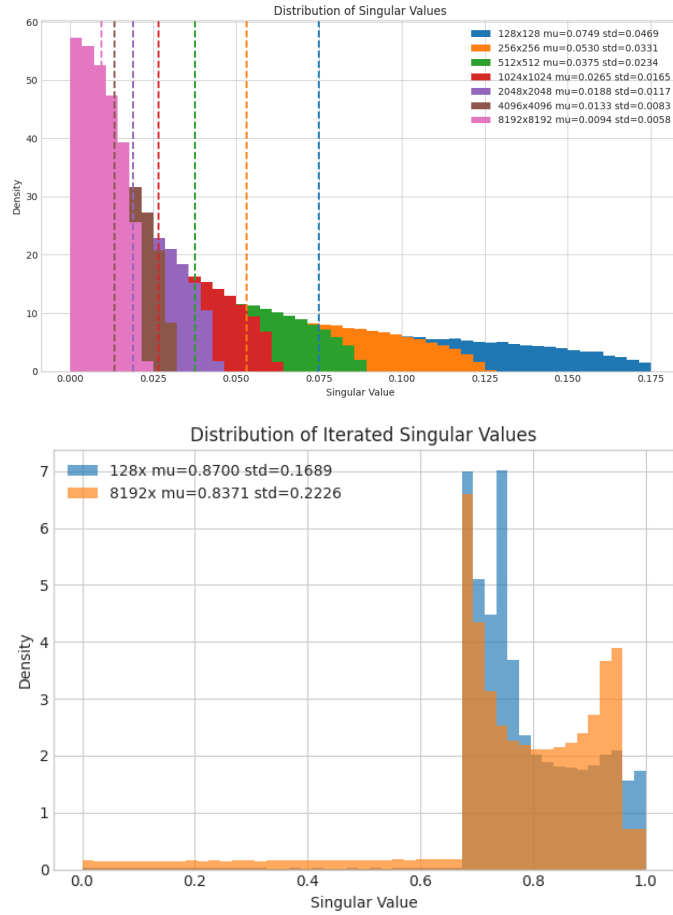 Distribution of Singular Values
60
50
40
30
20
10
0
Density
128x128 mu=0.0749 std=0.0469
256x256 mu=0.0530 std=0.0331
512x512 mu=0.0375 std=0.0234
1024x1024 mu=0.0265 std=0.0165
2048x2048 mu=0.0188 std=0.0117
4096x4096 mu=0.0133 std=0.0083
8192x8192 mu=0.0094 std=0.0058
0.000 0.025 0.050 0.075 0.100 0.125 0.150 0.175
Singular Value
Distribution of Iterated Singular Values
7
6
5
4
3
2
1
0
Density
128x mu=0.8700 std=0.1689
8192x mu=0.8371 std=0.2226
0.0 0.2 0.4 0.6 0.8 1.0
Singular Value